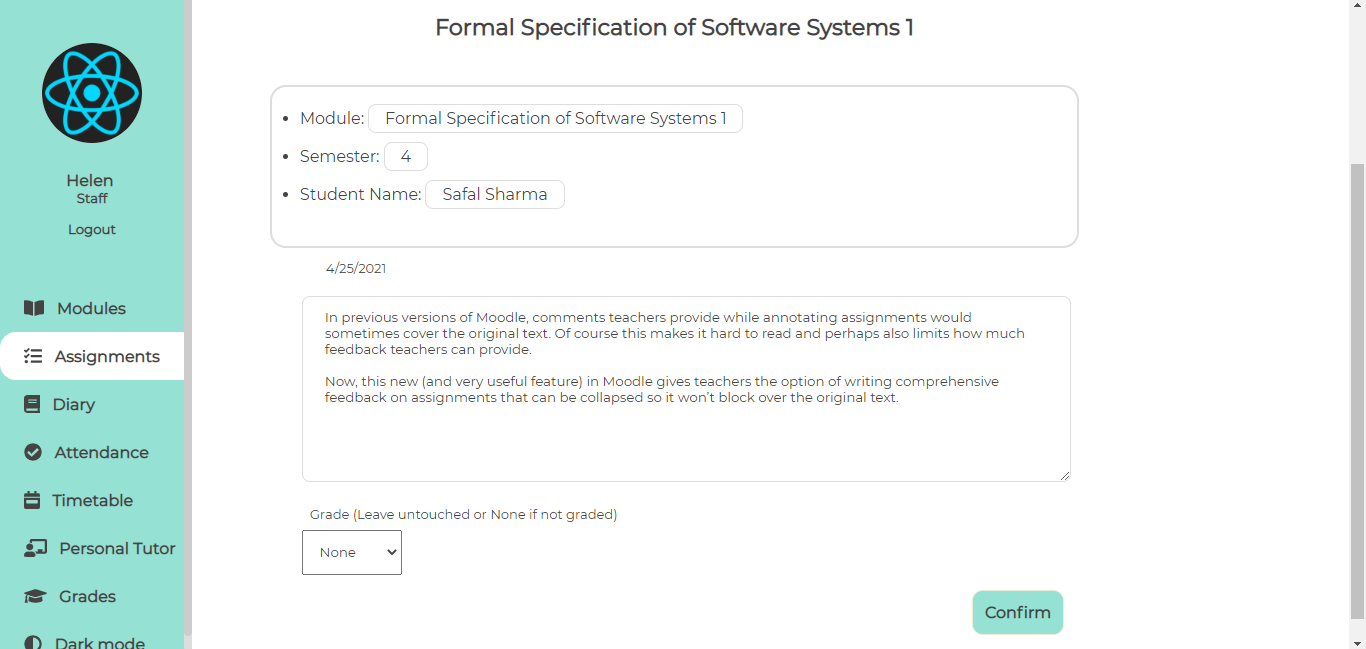 Formal Specification of Software Systems 1
Helen
Staff
Logout
Modules
Assignments
Diary
Attendance
Timetable
Personal Tutor
Grades
Dark mode
Module: Formal Specification of Software Systems 1
Semester: 4
Student Name: Safal Sharma
4/25/2021
In previous versions of Moodle, comments teachers provide while annotating assignments would
sometimes cover the original text. Of course this makes it hard to read and perhaps also limits how much
feedback teachers can provide.
Now, this new (and very useful feature) in Moodle gives teachers the option of writing comprehensive
feedback on assignments that can be collapsed so it won’t block over the original text.
Grade (Leave untouched or None if not graded)
None
Confirm